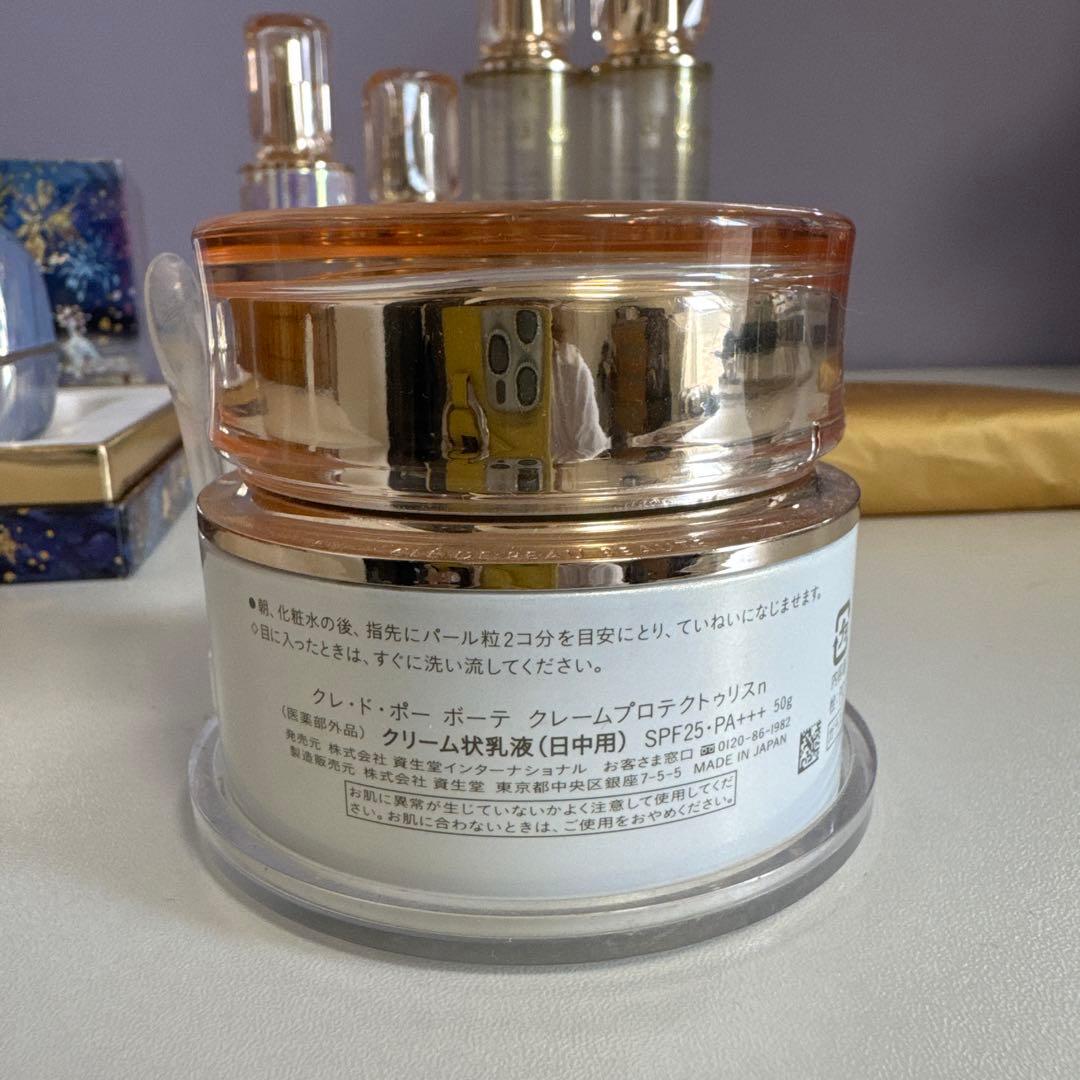 CLÉ DE PEAU BEAUTÉ
●朝、化粧水の後、指先にパール粒2コ分を目安にとり、ていねいになじませます。
◇目に入ったときは、すぐに洗い流してください。
クレ・ド・ポー ボーテ クレームプロテクトゥリスn
(医薬部外品) クリーム状乳液(日中用) SPF25・PA+++ 50g
発売元 株式会社 資生堂インターナショナル お客さま窓口 0120-86-1982
製造販売元 株式会社 資生堂 東京都中央区銀座7-5-5 MADE IN JAPAN
お肌に異常が生じていないかよく注意して使用してくだ
さい。お肌に合わないときは、ご使用をおやめください。